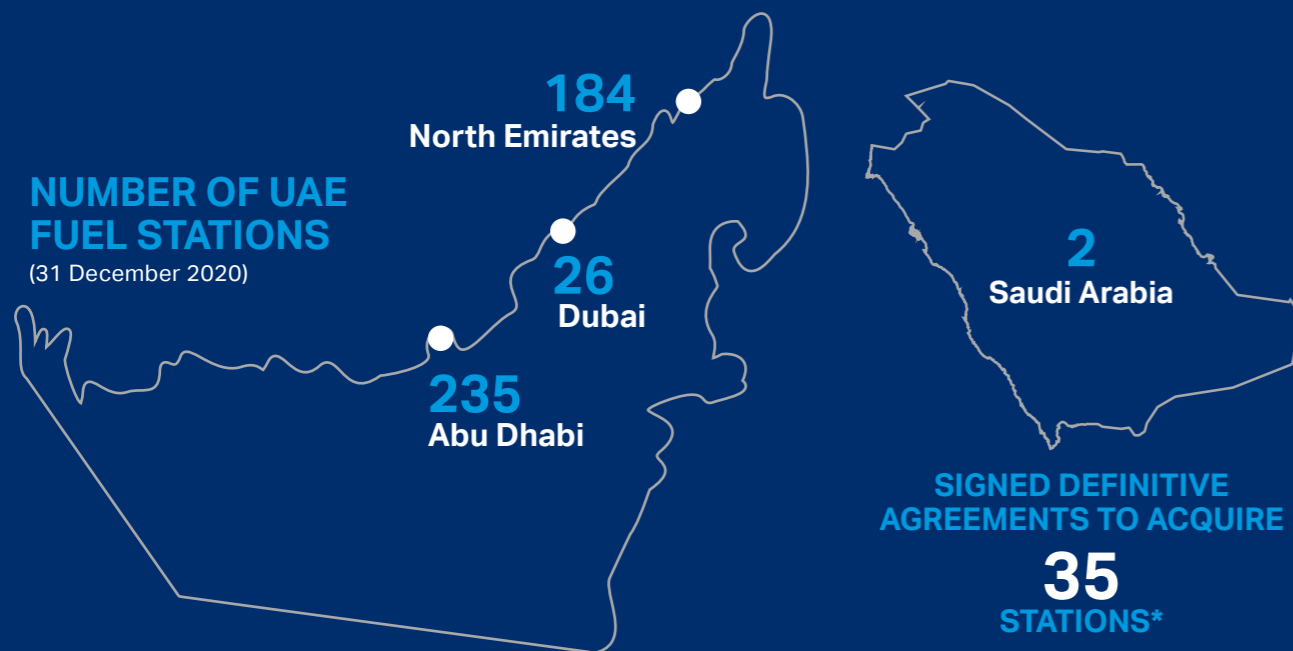 NUMBER OF UAE
FUEL STATIONS
(31 December 2020)
184
North Emirates
26
Dubai
235
Abu Dhabi
2
Saudi Arabia
SIGNED DEFINITIVE
AGREEMENTS TO ACQUIRE
35
STATIONS*